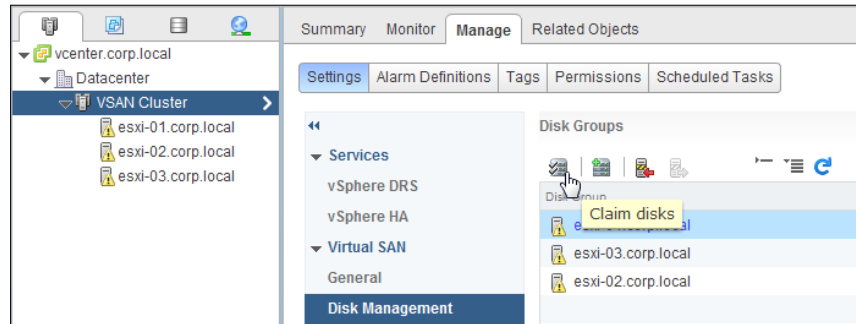 Summary Monitor Manage Related Objects
vcenter.corp.local
Datacenter
VSAN Cluster
esxi-01.corp.local
esxi-02.corp.local
esxi-03.corp.local
Settings Alarm Definitions Tags Permissions Scheduled Tasks
Services
vSphere DRS
vSphere HA
Virtual SAN
General
Disk Management
Disk Groups
Disk Group
Claim disks
esxi-03.corp.local
esxi-02.corp.local